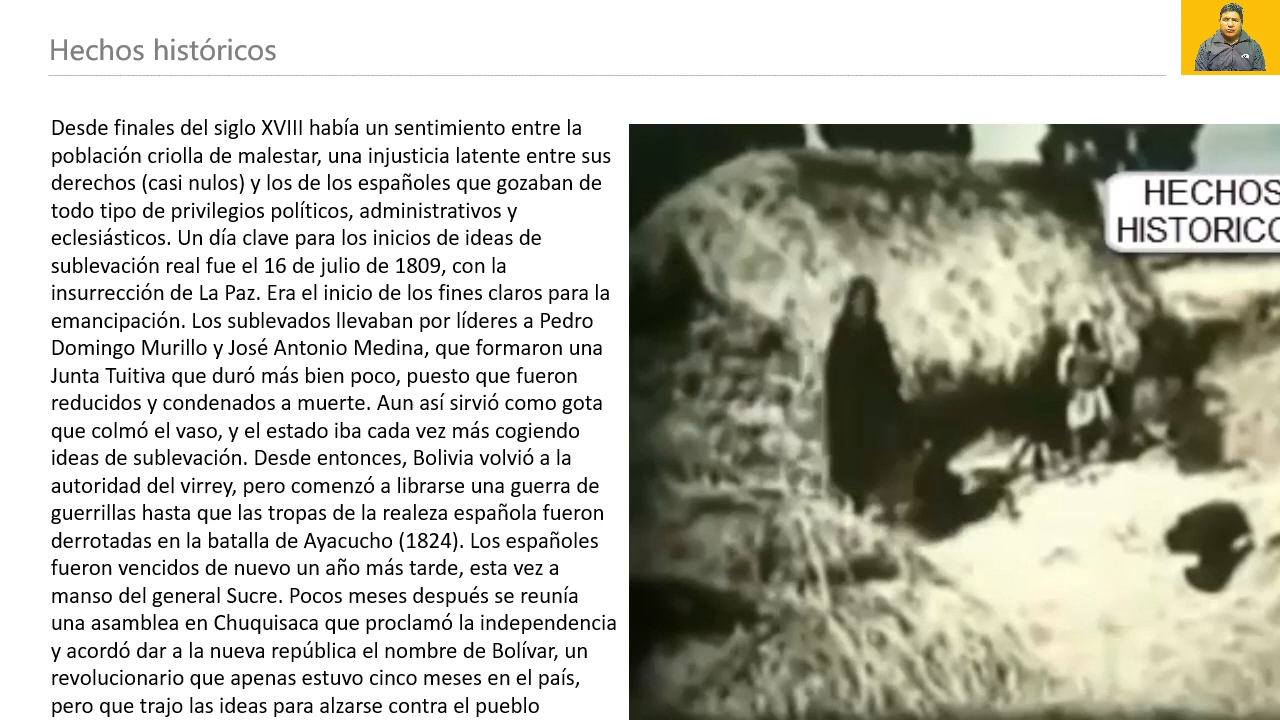 Hechos históricos
Desde finales del siglo XVIII había un sentimiento entre la
población criolla de malestar, una injusticia latente entre sus
derechos (casi nulos) y los de los españoles que gozaban de
todo tipo de privilegios políticos, administrativos y
eclesiásticos. Un día clave para los inicios de ideas de
sublevación real fue el 16 de julio de 1809, con la
insurrección de La Paz. Era el inicio de los fines claros para la
emancipación. Los sublevados llevaban por líderes a Pedro
Domingo Murillo y José Antonio Medina, que formaron una
Junta Tuitiva que duró más bien poco, puesto que fueron
reducidos y condenados a muerte. Aun así sirvió como gota
que colmó el vaso, y el estado iba cada vez más cogiendo
ideas de sublevación. Desde entonces, Bolivia volvió a la
autoridad del virrey, pero comenzó a librarse una guerra de
guerrillas hasta que las tropas de la realeza española fueron
derrotadas en la batalla de Ayacucho (1824). Los españoles
fueron vencidos de nuevo un año más tarde, esta vez a
manso del general Sucre. Pocos meses después se reunía
una asamblea en Chuquisaca que proclamó la independencia
y acordó dar a la nueva república el nombre de Bolívar, un
revolucionario que apenas estuvo cinco meses en el país,
pero que trajo las ideas para alzarse contra el pueblo
HECHOS
HISTORICO